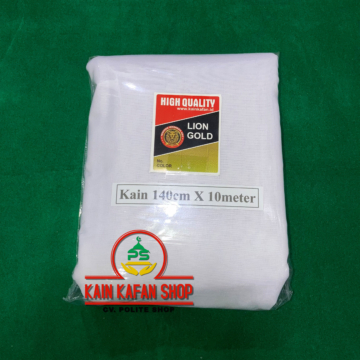 HIGH QUALITY
LION
GOLD
Kain 140cm X 10meter
PS
KAIN KAFAN SHOP
CV. POLITE SHOP